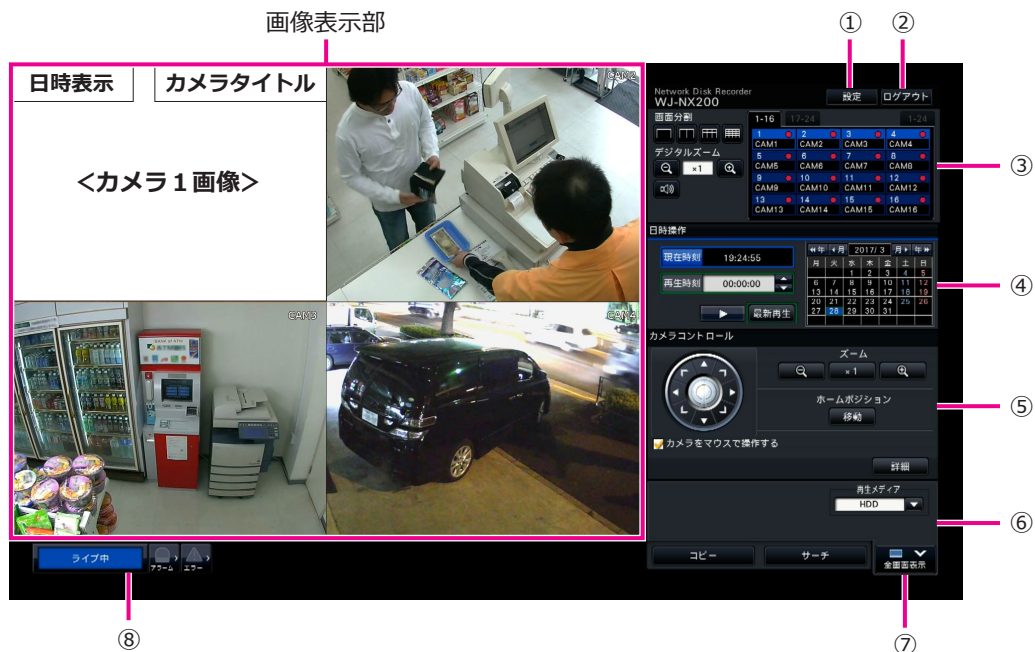 画像表示部
① ②
日時表示 カメラタイトル
CAM2
<カメラ１画像>
CAM3
CAM4
Network Disk Recorder
WJ-NX200
設定 ログアウト
画面分割
1-16 17-24 1-24
1 2 3 4
CAM1 CAM2 CAM3 CAM4
デジタルズーム
×1
5 6 7 8
CAM5 CAM6 CAM7 CAM8
9 10 11 12
CAM9 CAM10 CAM11 CAM12
13 14 15 16
CAM13 CAM14 CAM15 CAM16
③
日時操作
現在時刻 19:24:55
再生時刻 00:00:00
最新再生
年 月 2017/ 3 月 年
月 火 水 木 金 土 日
1 2 3 4 5
6 7 8 9 10 11 12
13 14 15 16 17 18 19
20 21 22 23 24 25 26
27 28 29 30 31
④
カメラコントロール
ズーム
×1
ホームポジション
移動
⑤
カメラをマウスで操作する
詳細
再生メディア
HDD
⑥
コピー サーチ
全画面表示
ライブ中
アラーム エラー
⑧
⑦